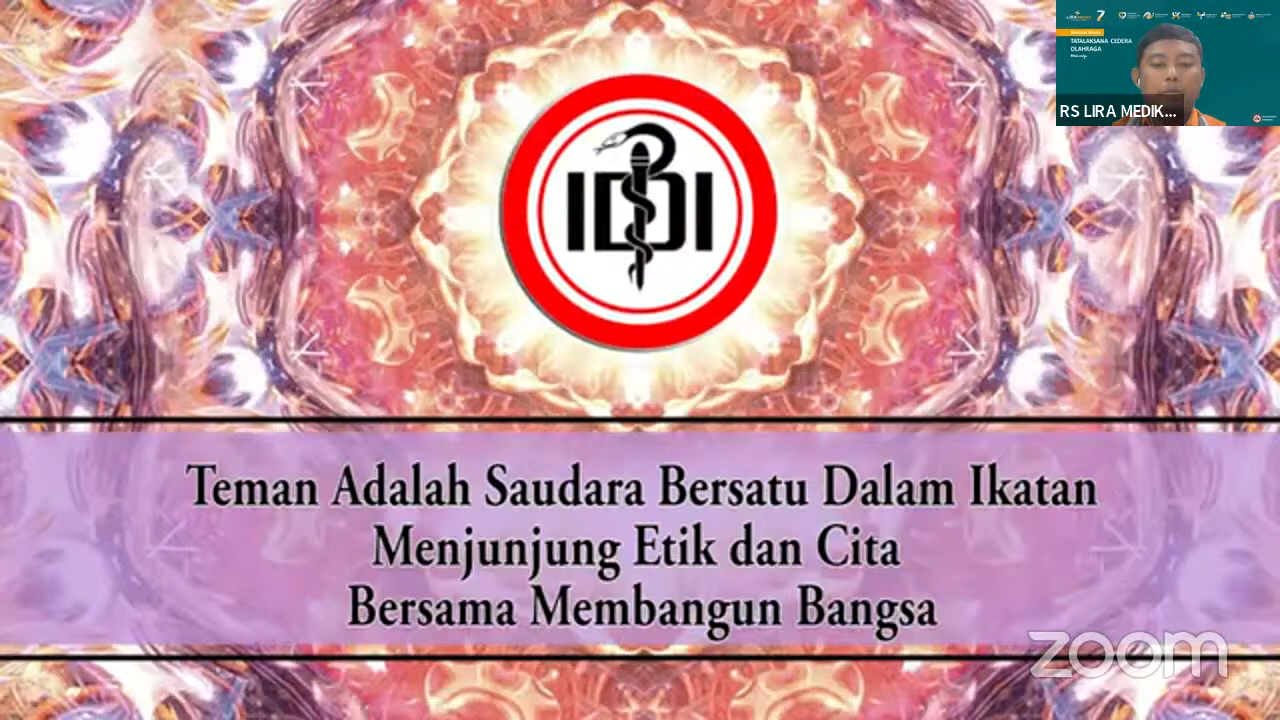 IDI
Teman Adalah Saudara Bersatu Dalam Ikatan
Menjunjung Etik dan Cita
Bersama Membangun Bangsa
TATALAKSANA CEDERA
OLAHRAGA
RS LIRA MEDIK...
zoom